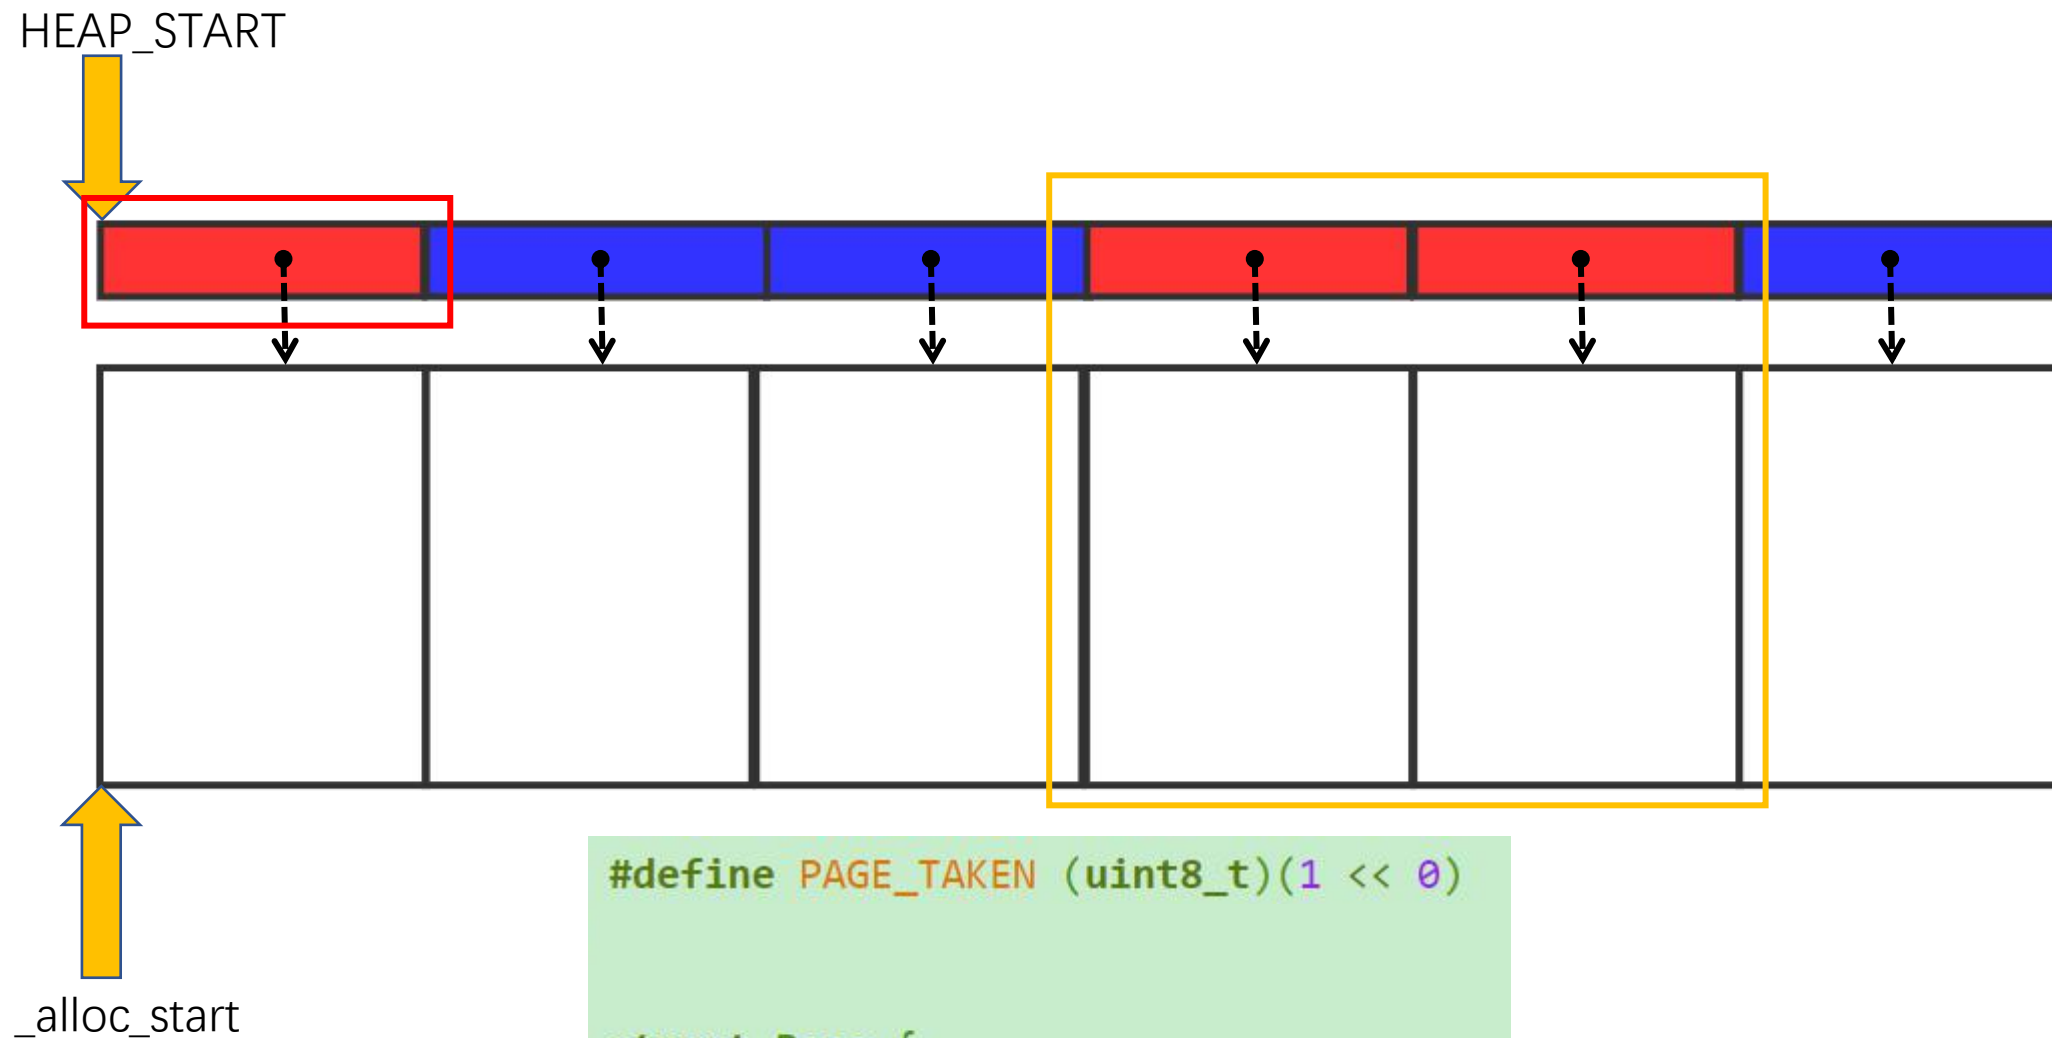 HEAP_START
#define PAGE_TAKEN (uint8_t)(1 << 0)
_alloc_start